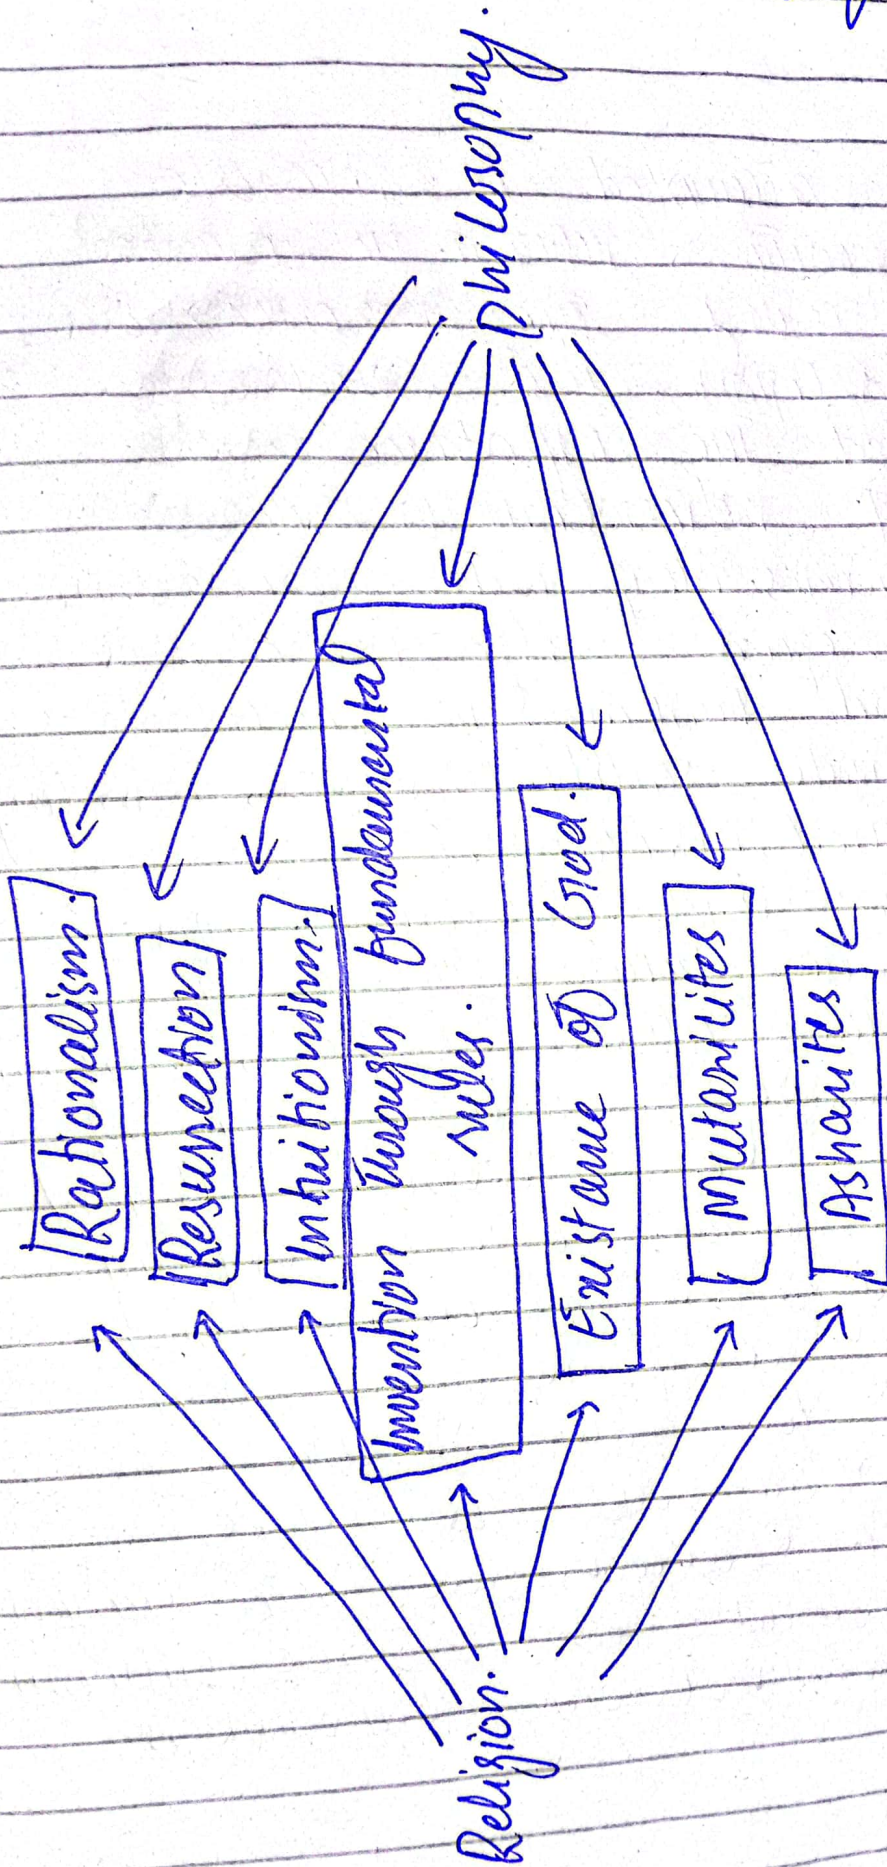 Rationalism.
Resurrection
Intuitionism.
Invention through fundamental
rules.
Religion.
Philosophy.
Existance of God.
Mutazilites
Asharites